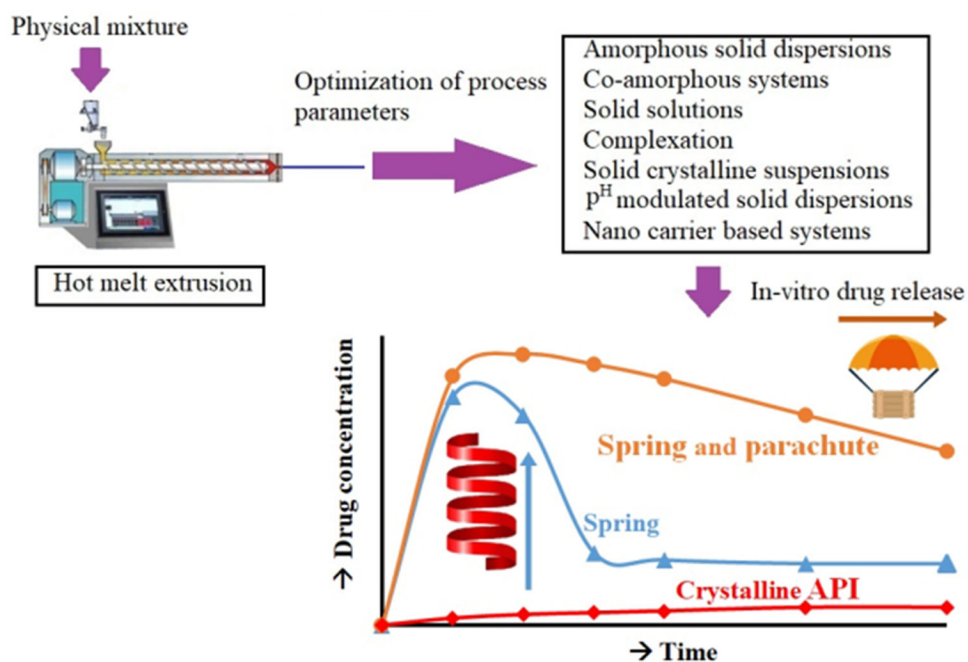 Physical mixture
Optimization of process
parameters
Hot melt extrusion
Amorphous solid dispersions
Co-amorphous systems
Solid solutions
Complexation
Solid crystalline suspensions
pᴴ modulated solid dispersions
Nano carrier based systems
In-vitro drug release
→ Drug concentration
Spring and parachute
Spring
Crystalline API
→ Time